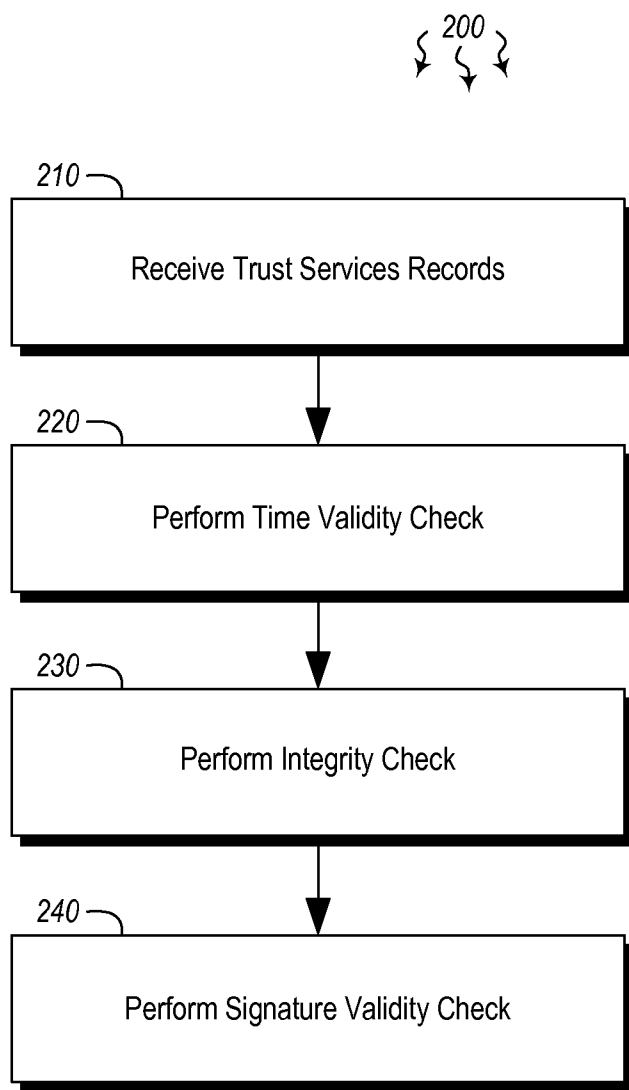 200
210
Receive Trust Services Records
220
Perform Time Validity Check
230
Perform Integrity Check
240
Perform Signature Validity Check